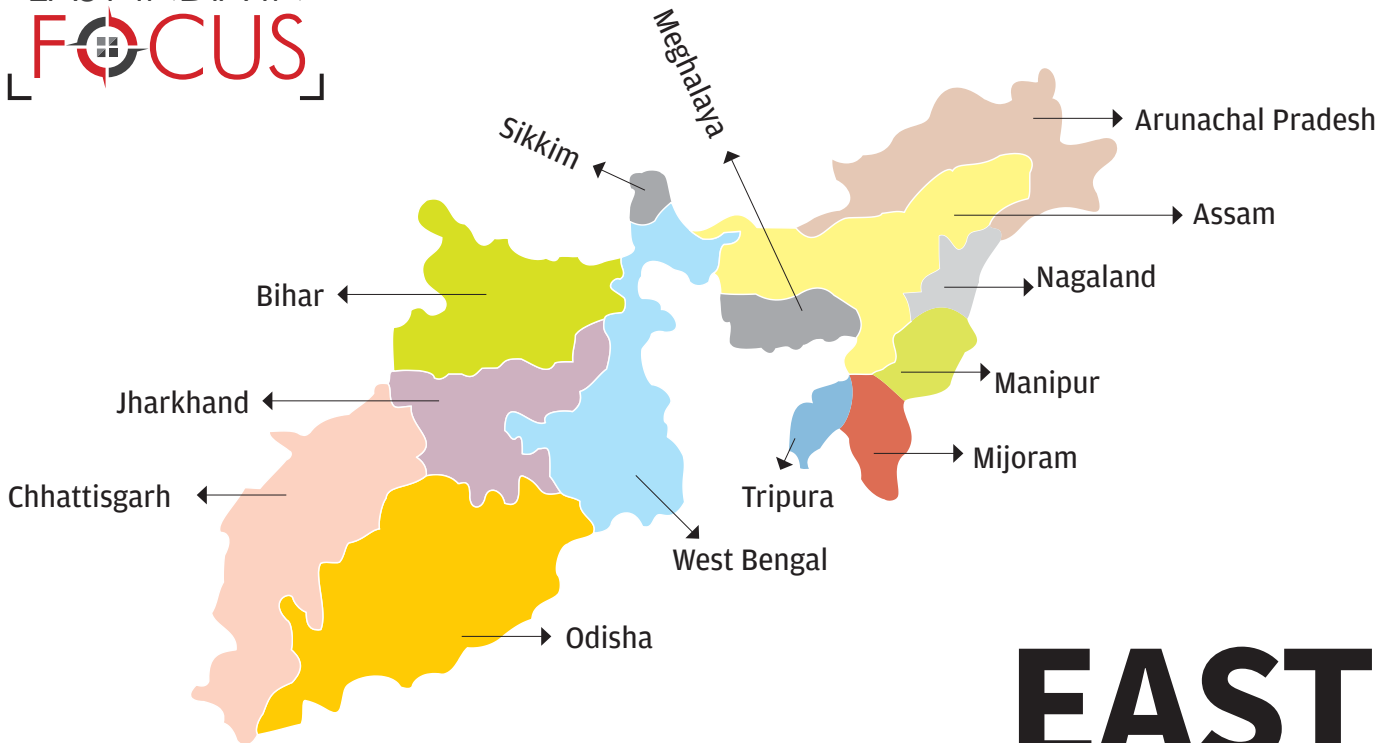 FOCUS
Meghalaya
Sikkim
Arunachal Pradesh
Assam
Nagaland
Bihar
Manipur
Jharkhand
Mijoram
Chhattisgarh
Tripura
West Bengal
Odisha
EAST